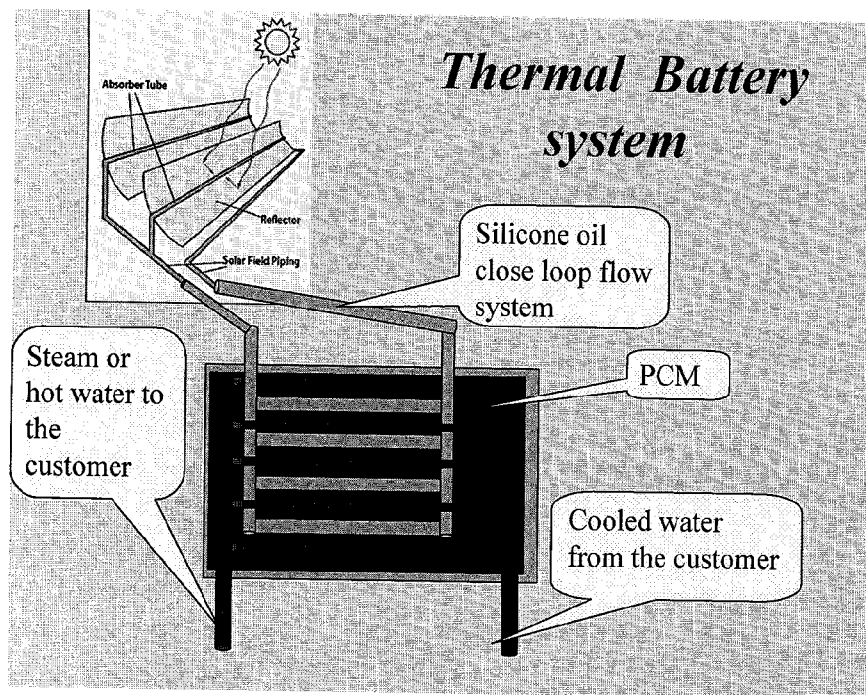 Thermal Battery
system
Absorber Tube
Reflector
Solar Field Piping
Silicone oil
close loop flow
system
Steam or
hot water to
the
customer
PCM
Cooled water
from the customer